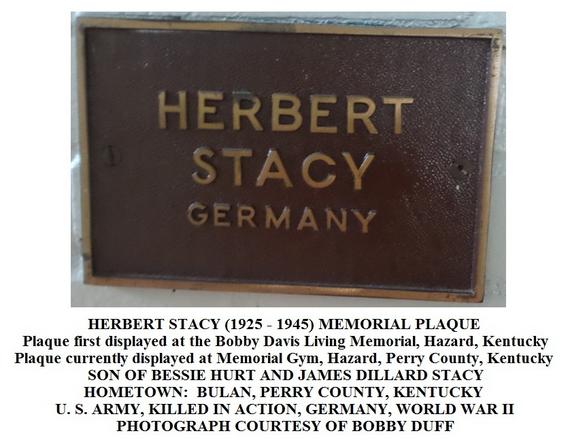 HERBERT
STACY
GERMANY
HERBERT STACY (1925 - 1945) MEMORIAL PLAQUE
Plaque first displayed at the Bobby Davis Living Memorial, Hazard, Kentucky
Plaque currently displayed at Memorial Gym, Hazard, Perry County, Kentucky
SON OF BESSIE HURT AND JAMES DILLARD STACY
HOMETOWN:  BULAN, PERRY COUNTY, KENTUCKY
U. S. ARMY, KILLED IN ACTION, GERMANY, WORLD WAR II
PHOTOGRAPH COURTESY OF BOBBY DUFF